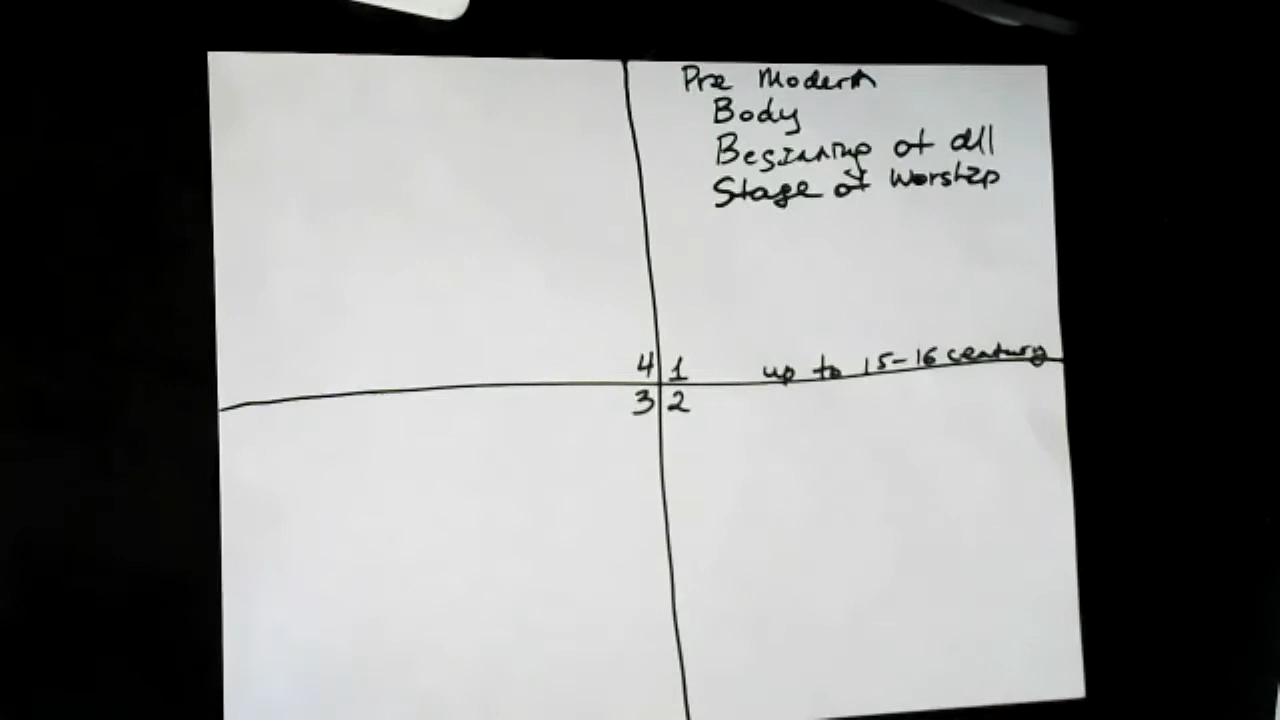 Pre Modern
Body
Beginning of all
Stage of Worship
4 1 up to 15-16 century
3 2